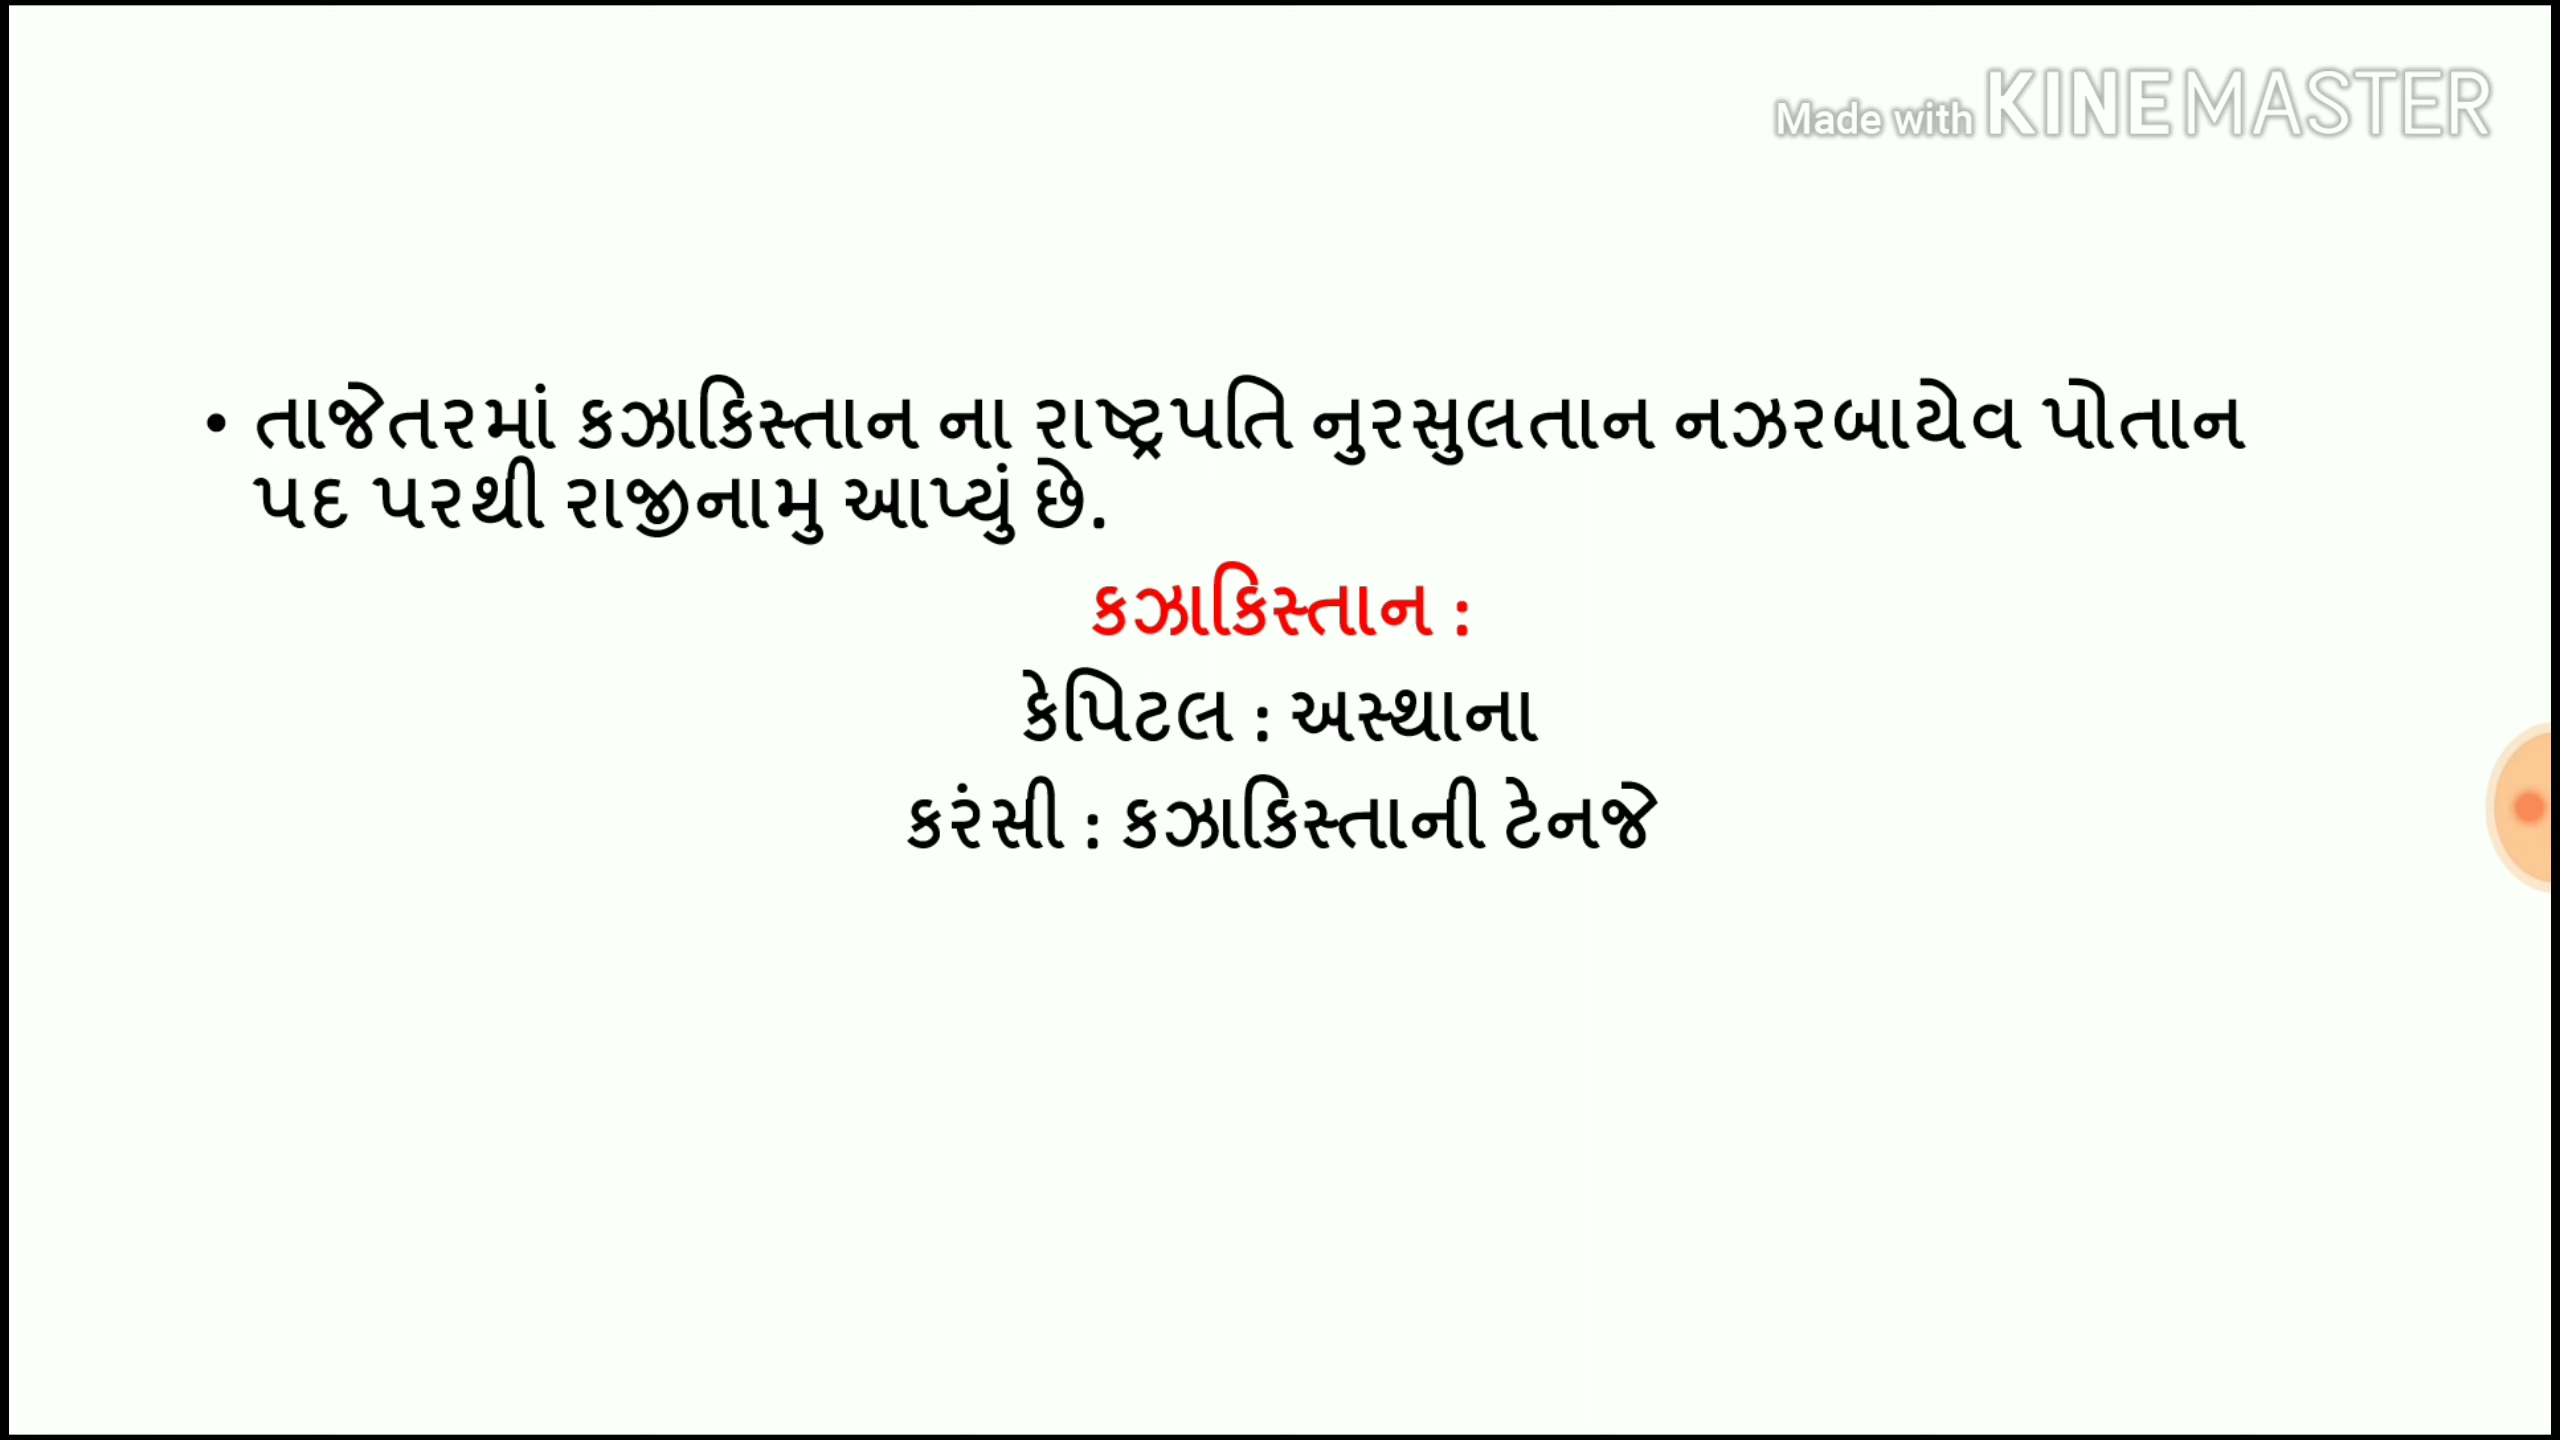 Made with KINEMASTER
• તાજેતરમાં કઝાકિસ્તાન ના રાષ્ટ્રપતિ નુરસુલતાન નઝરબાયેવ પોતાન
પદ પરથી રાજીનામુ આપ્યું છે.
કઝાકિસ્તાન :
કેપિટલ : અસ્થાના
કરંસી : કઝાકિસ્તાની ટેનજે